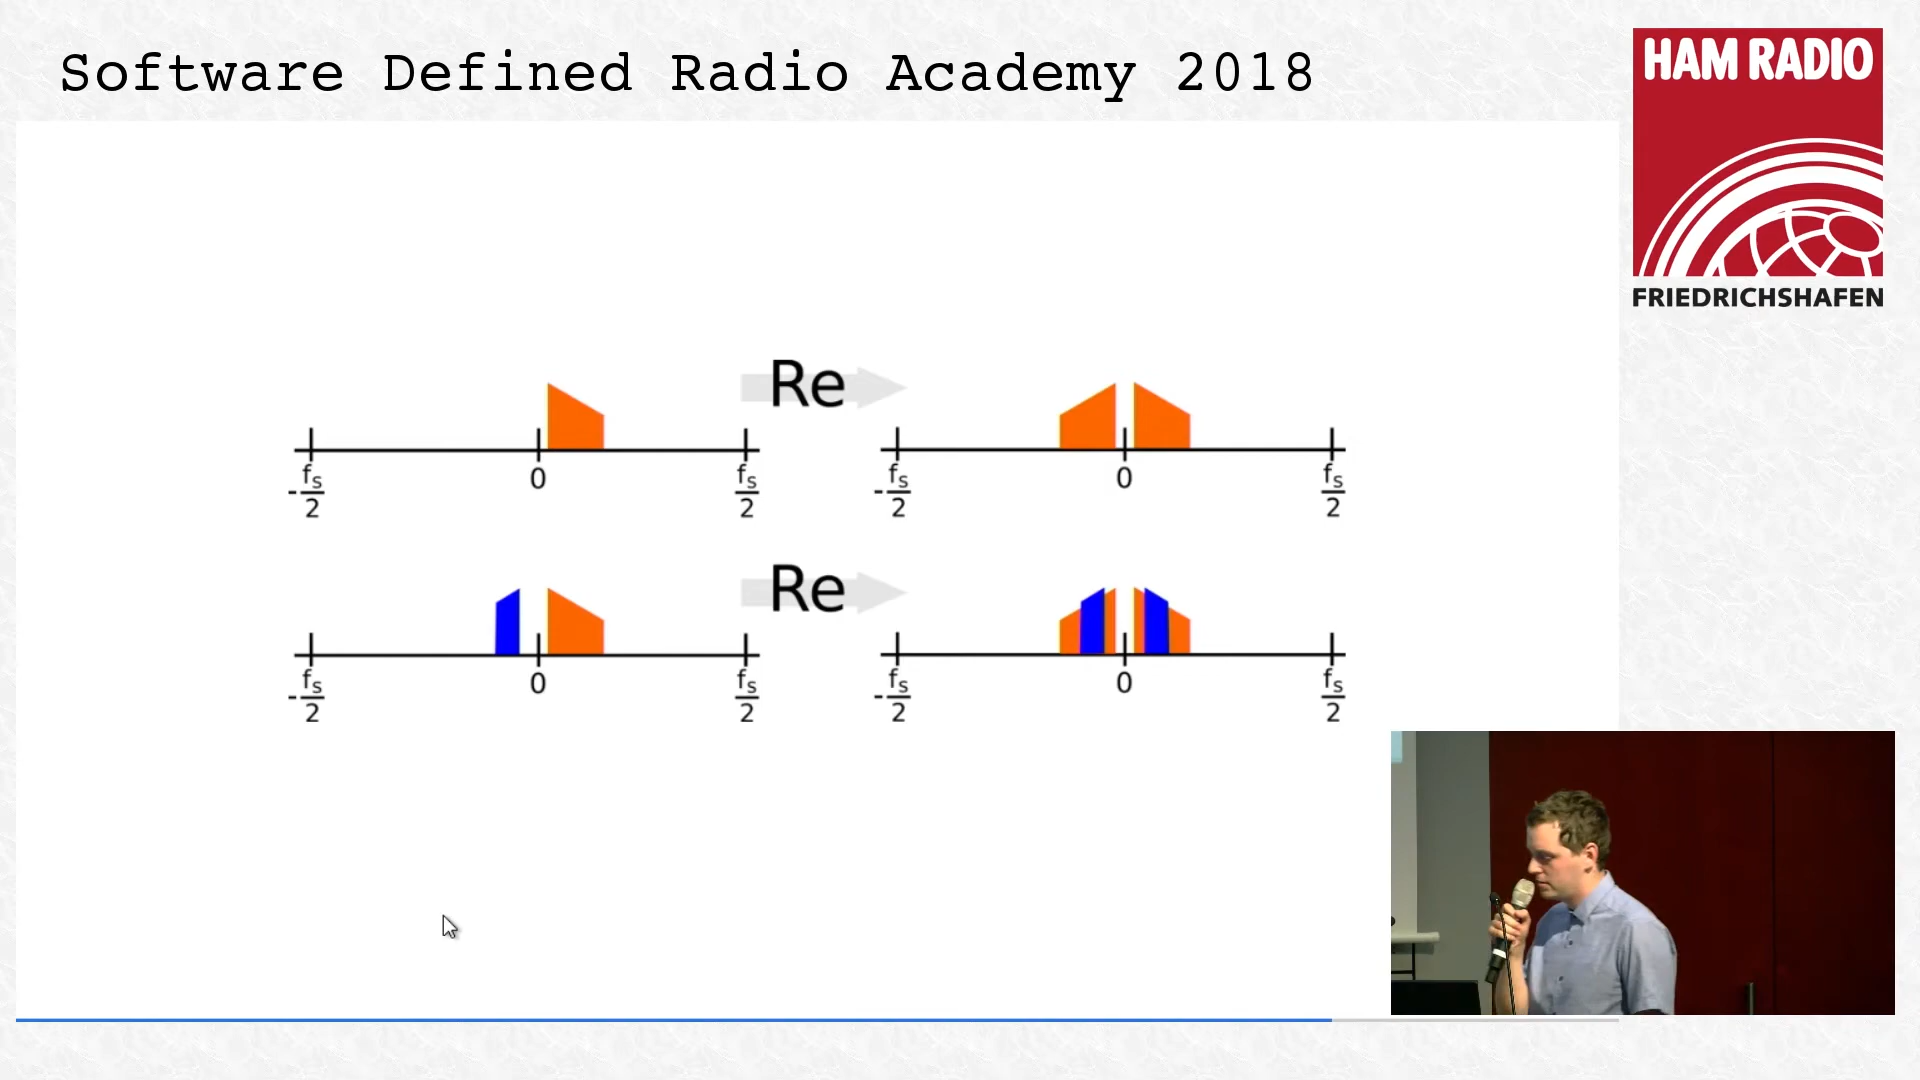 Software Defined Radio Academy 2018
HAM RADIO
FRIEDRICHSHAFEN
Re
-fs/2
0
fs/2
-fs/2
0
fs/2
Re
-fs/2
0
fs/2
-fs/2
0
fs/2